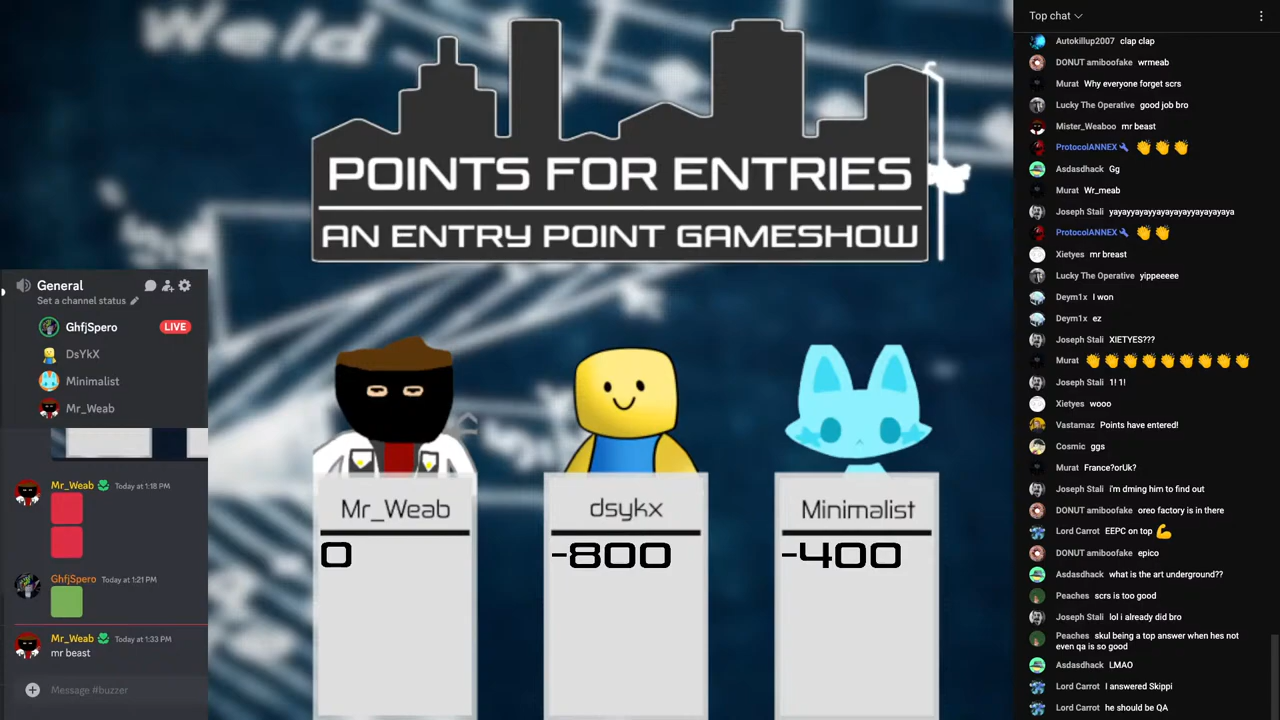 Weld
POINTS FOR ENTRIES
AN ENTRY POINT GAMESHOW
General
Set a channel status
GhfjSpero
LIVE
DsYkX
Minimalist
Mr_Weab
Mr_Weab Today at 1:18 PM
GhfjSpero Today at 1:21 PM
Mr_Weab Today at 1:33 PM
mr beast
Message #buzzer
Mr_Weab
0
dsykx
-800
Minimalist
-400
Top chat
Autokillup2007 clap clap
DONUT amiboofake wrmeab
Murat Why everyone forget scrs
Lucky The Operative good job bro
Mister_Weaboo mr beast
ProtocolANNEX 👏 👏 👏
Asdasdhack Gg
Murat Wr_meab
Joseph Stali yayayyayayyayayayayyayayaya
ProtocolANNEX 👏 👏
Xietyes mr breast
Lucky The Operative yippeeeee
Deym1x I won
Deym1x ez
Joseph Stali XIETYES???
Murat 👏 👏 👏 👏 👏 👏 👏 👏 👏
Joseph Stali 1! 1!
Xietyes wooo
Vastamaz Points have entered!
Cosmic ggs
Murat France?orUk?
Joseph Stali i'm dming him to find out
DONUT amiboofake oreo factory is in there
Lord Carrot EEPC on top 💪
DONUT amiboofake epico
Asdasdhack what is the art underground??
Peaches scrs is too good
Joseph Stali lol i already did bro
Peaches skul being a top answer when hes not
even qa is so good
Asdasdhack LMAO
Lord Carrot I answered Skippi
Lord Carrot he should be QA